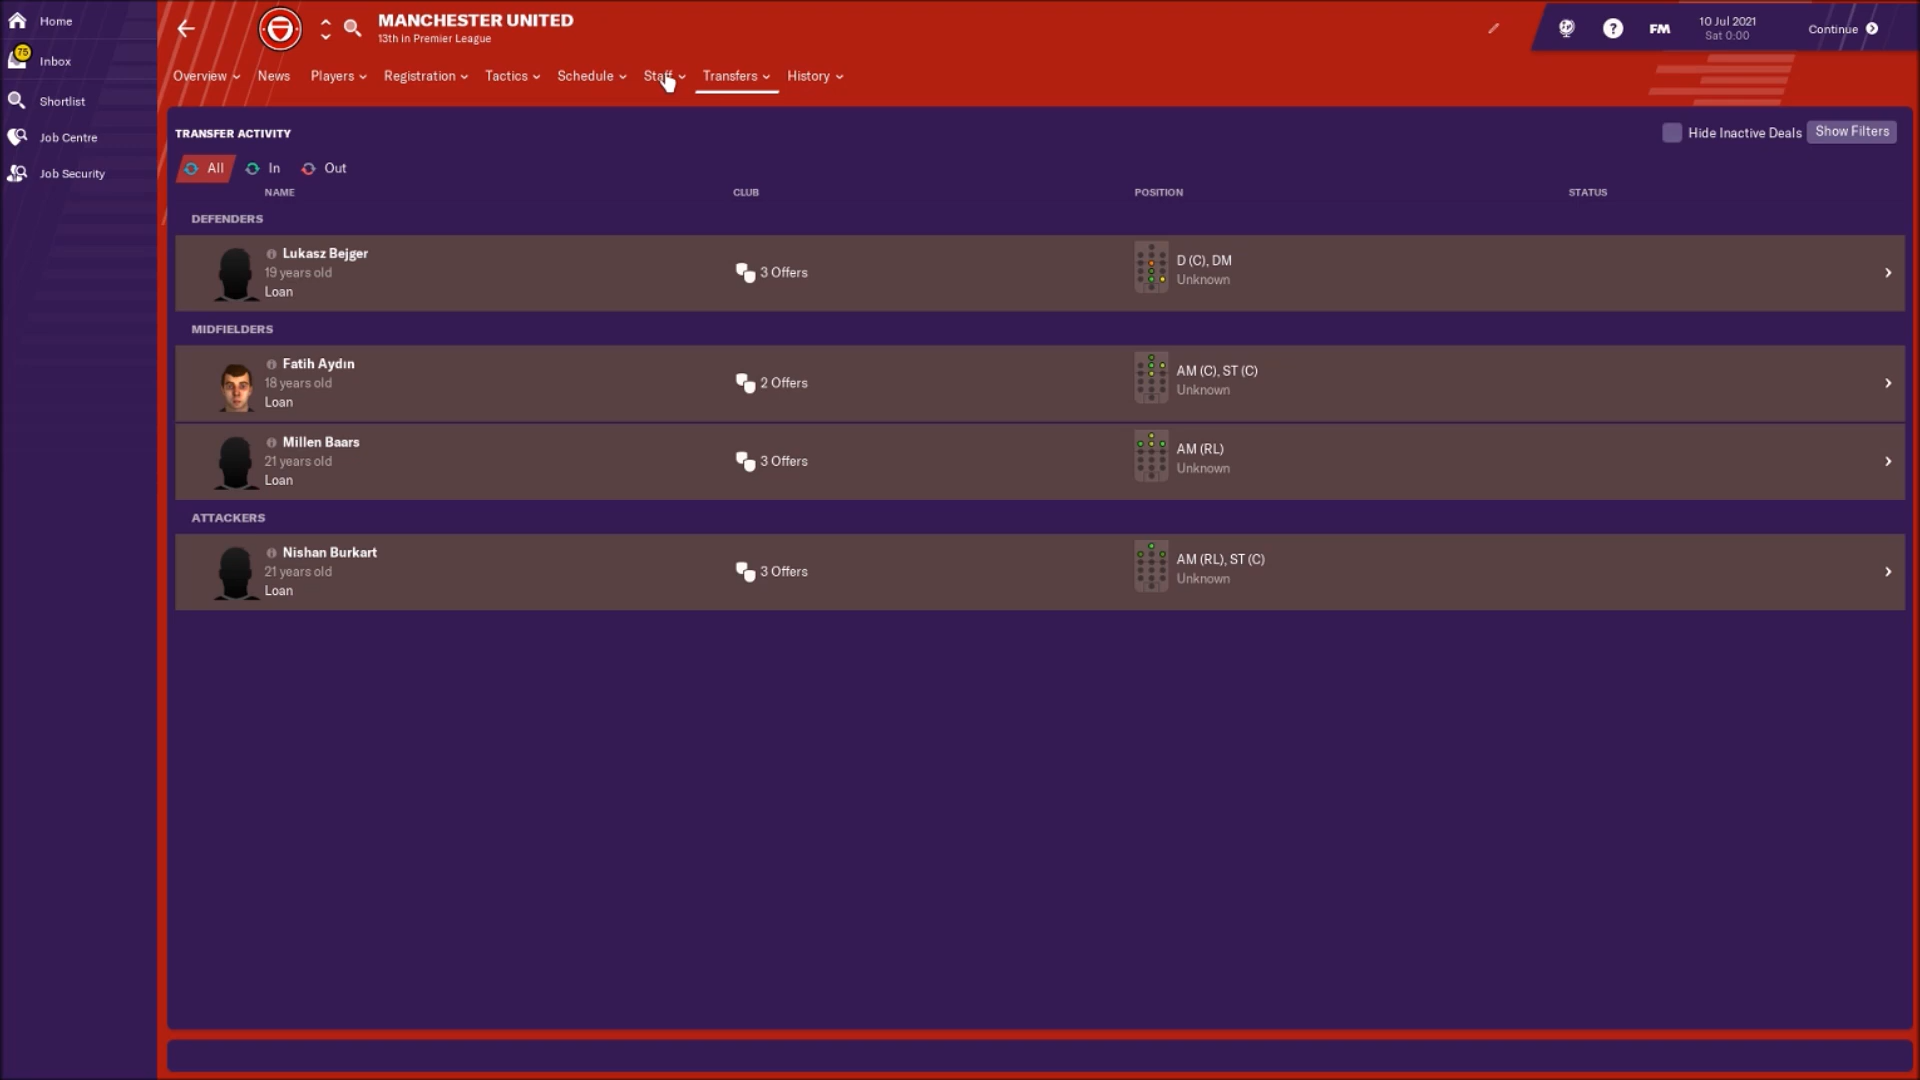 Home
75
Inbox
Shortlist
Job Centre
Job Security
MANCHESTER UNITED
13th in Premier League
FM
10 Jul 2021
Sat 0:00
Continue
Overview
News
Players
Registration
Tactics
Schedule
Staff
Transfers
History
TRANSFER ACTIVITY
Hide Inactive Deals
Show Filters
All
In
Out
NAME
CLUB
POSITION
STATUS
DEFENDERS
Lukasz Bejger
19 years old
Loan
3 Offers
D (C), DM
Unknown
MIDFIELDERS
Fatih Aydın
18 years old
Loan
2 Offers
AM (C), ST (C)
Unknown
Millen Baars
21 years old
Loan
3 Offers
AM (RL)
Unknown
ATTACKERS
Nishan Burkart
21 years old
Loan
3 Offers
AM (RL), ST (C)
Unknown